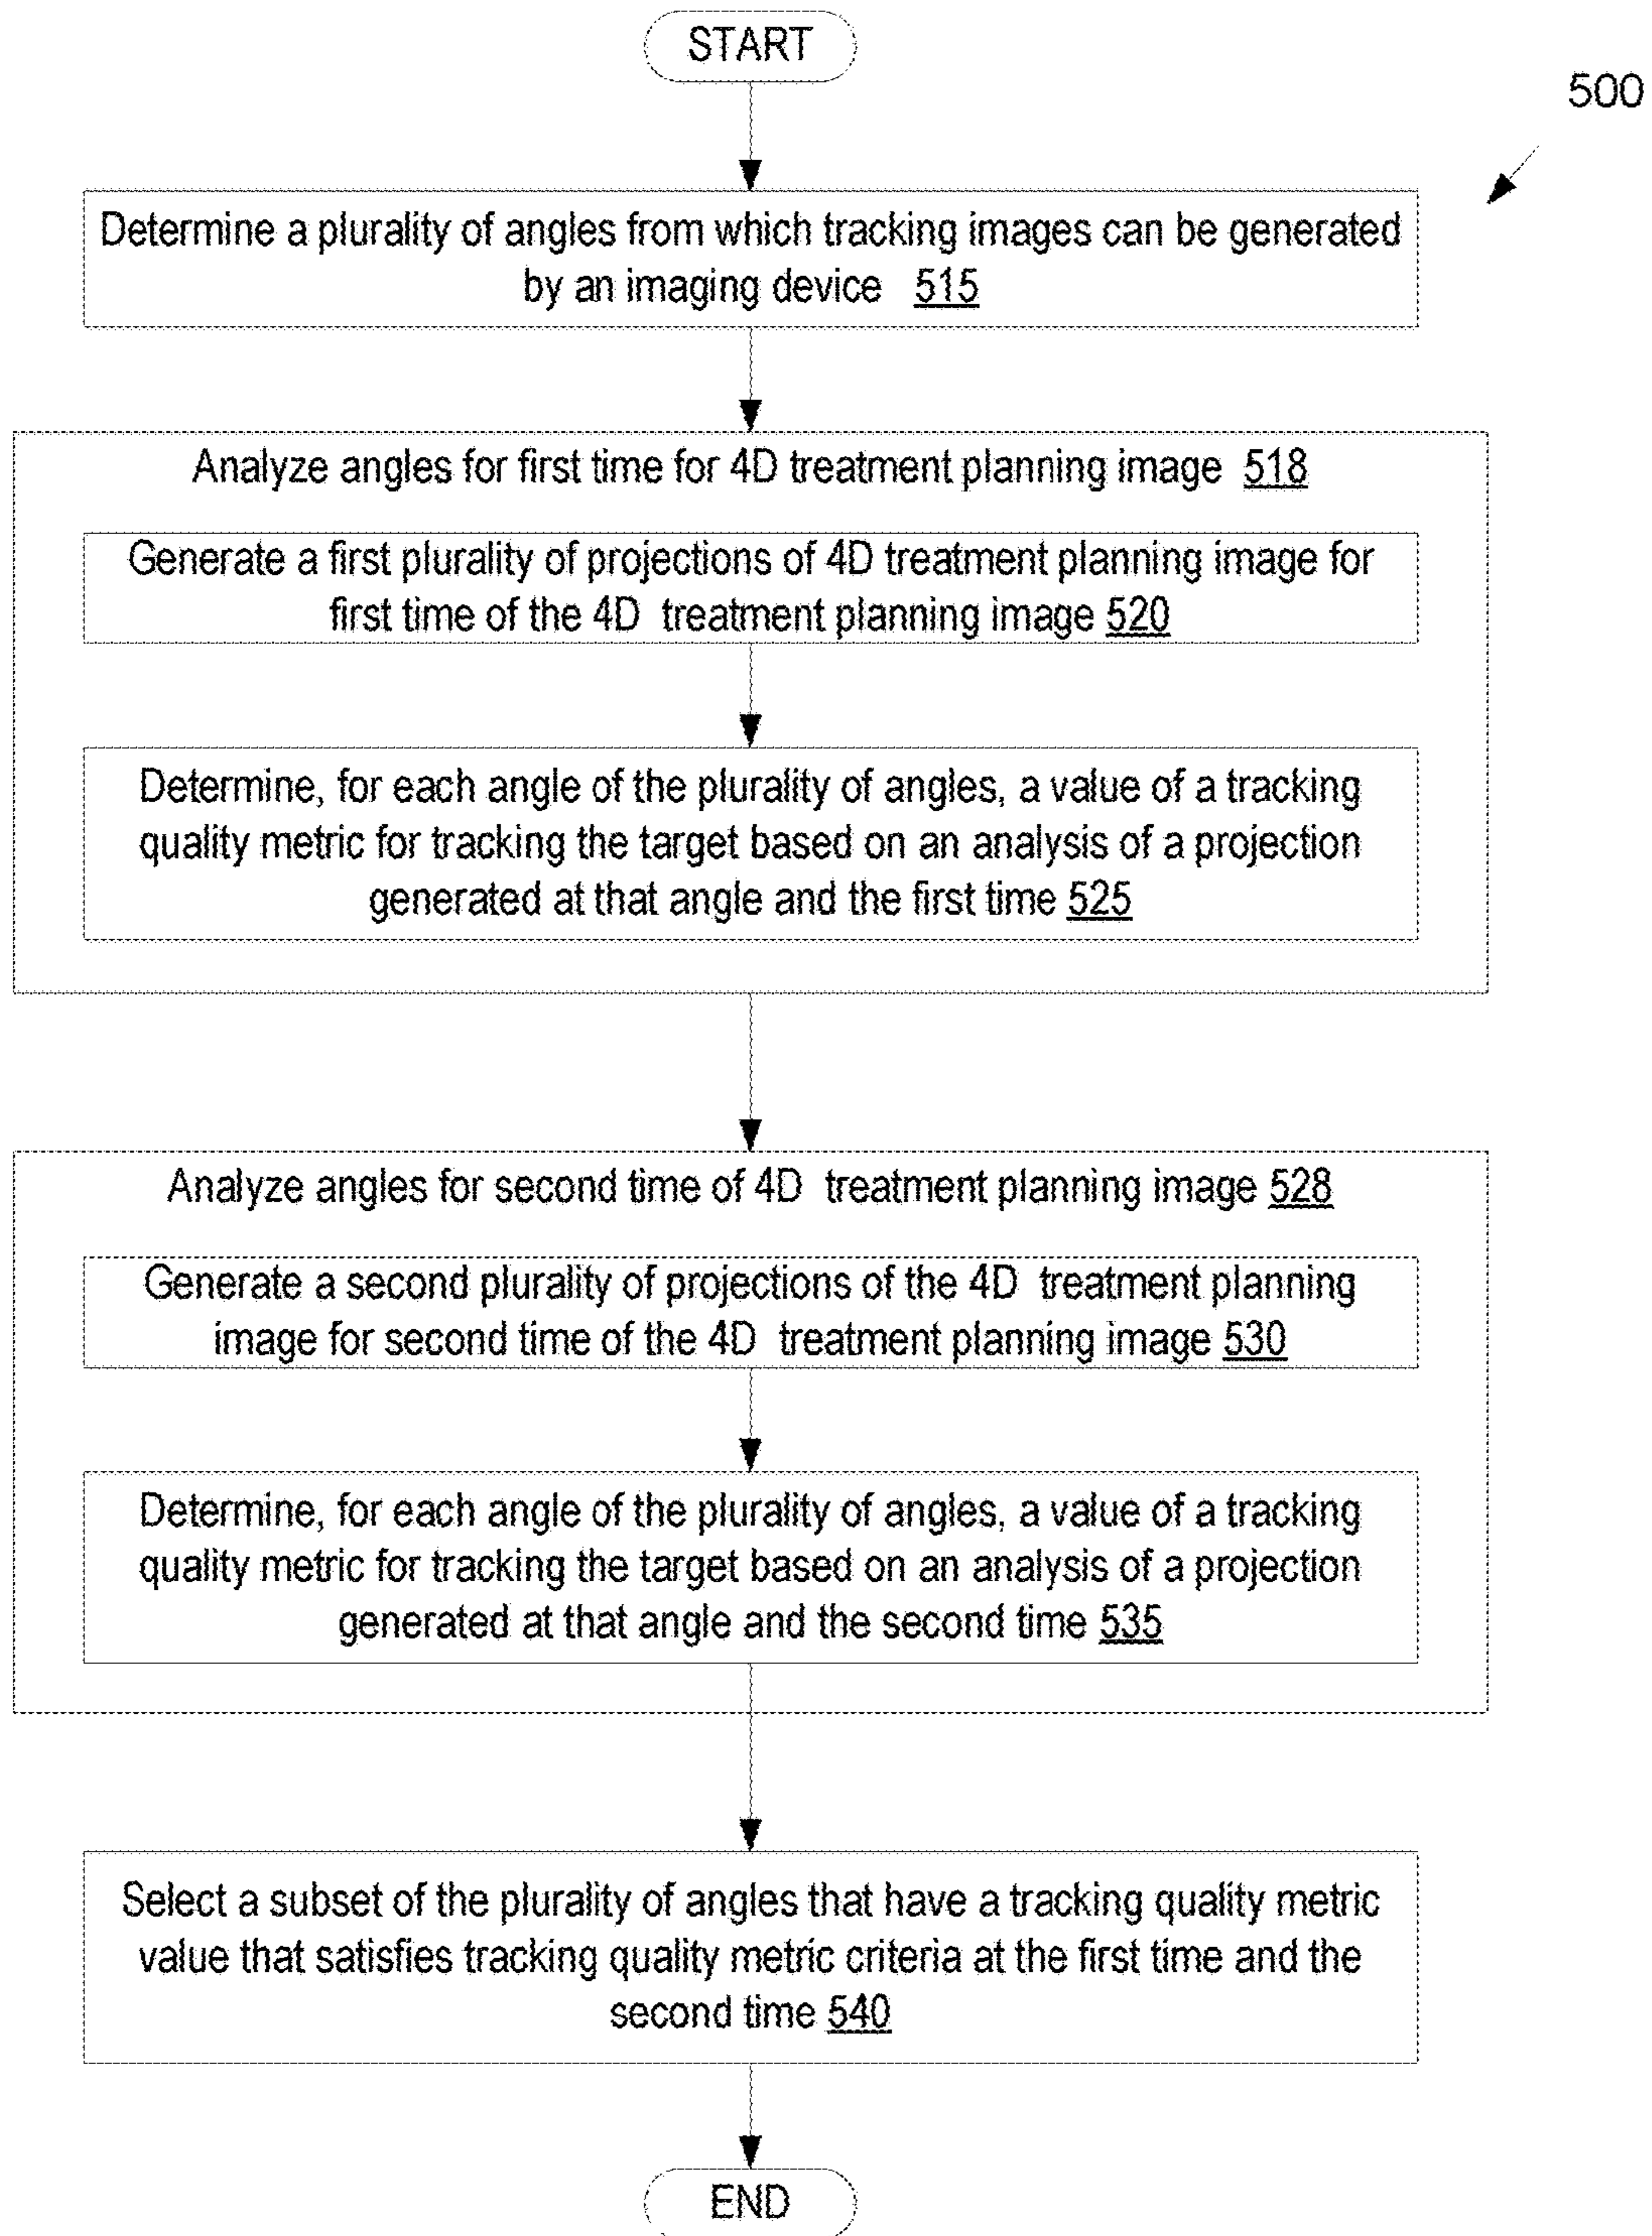 START
500
Determine a plurality of angles from which tracking images can be generated
by an imaging device 515
Analyze angles for first time for 4D treatment planning image 518
Generate a first plurality of projections of 4D treatment planning image for
first time of the 4D treatment planning image 520
Determine, for each angle of the plurality of angles, a value of a tracking
quality metric for tracking the target based on an analysis of a projection
generated at that angle and the first time 525
Analyze angles for second time of 4D treatment planning image 528
Generate a second plurality of projections of the 4D treatment planning
image for second time of the 4D treatment planning image 530
Determine, for each angle of the plurality of angles, a value of a tracking
quality metric for tracking the target based on an analysis of a projection
generated at that angle and the second time 535
Select a subset of the plurality of angles that have a tracking quality metric
value that satisfies tracking quality metric criteria at the first time and the
second time 540
END